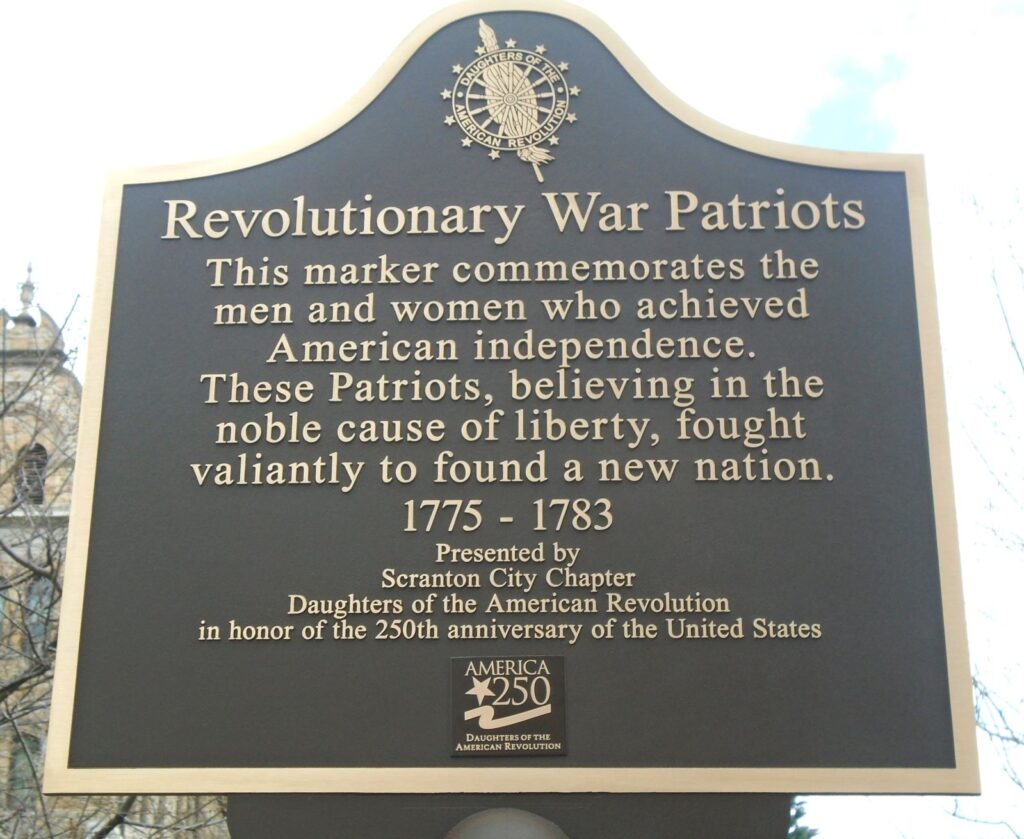 DAUGHTERS OF THE
AMERICAN REVOLUTION
Revolutionary War Patriots
This marker commemorates the
men and women who achieved
American independence.
These Patriots, believing in the
noble cause of liberty, fought
valiantly to found a new nation.
1775 - 1783
Presented by
Scranton City Chapter
Daughters of the American Revolution
in honor of the 250th anniversary of the United States
AMERICA
250
DAUGHTERS OF THE
AMERICAN REVOLUTION